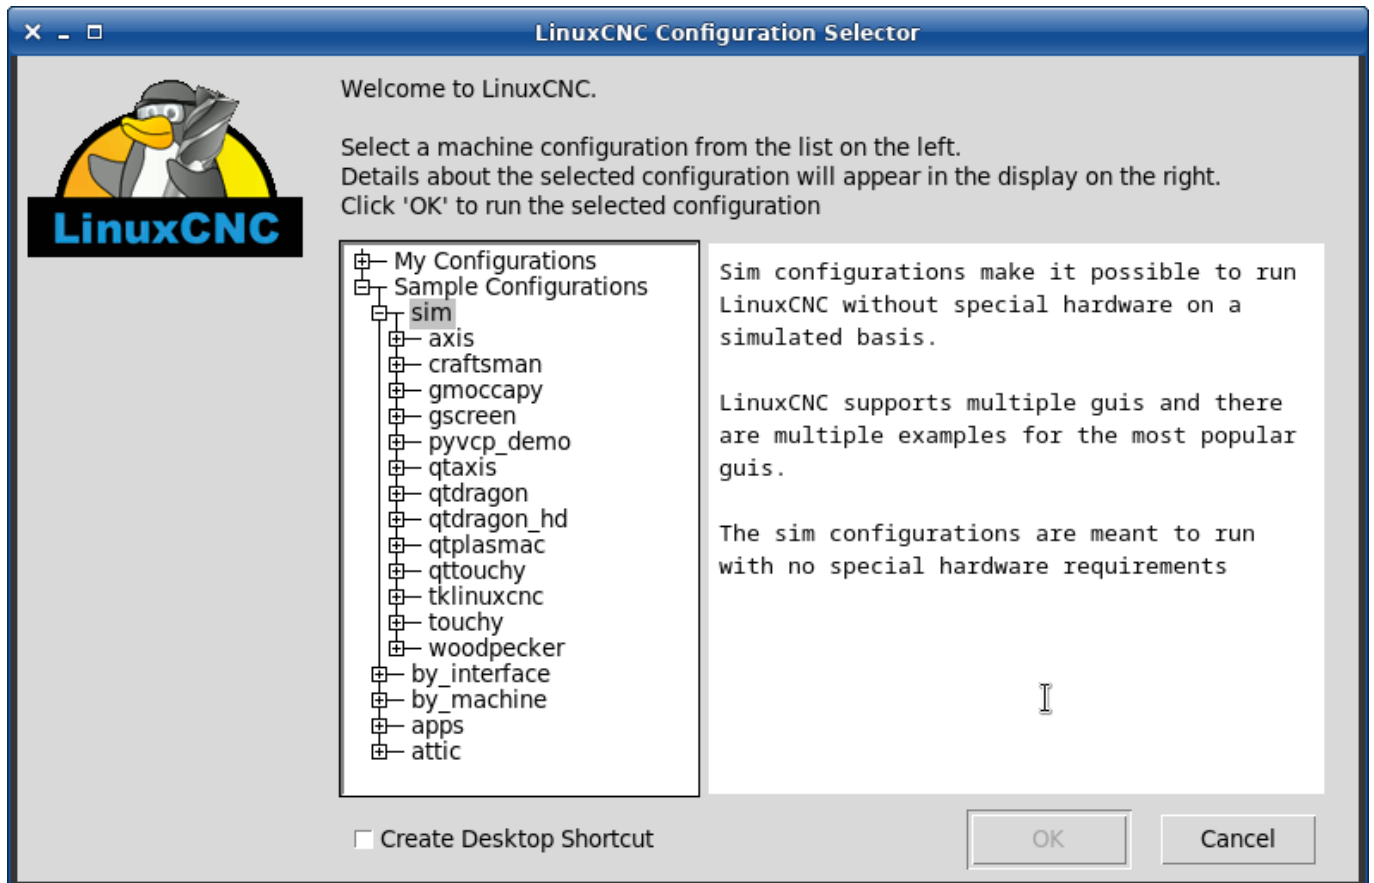 LinuxCNC Configuration Selector
LinuxCNC
Welcome to LinuxCNC.
Select a machine configuration from the list on the left.
Details about the selected configuration will appear in the display on the right.
Click 'OK' to run the selected configuration
My Configurations
Sample Configurations
sim
axis
craftsman
gmoccapy
gscreen
pyvcp_demo
qtaxis
qtdragon
qtdragon_hd
qtplasmac
qttouchy
tklinuxcnc
touchy
woodpecker
by_interface
by_machine
apps
attic
Sim configurations make it possible to run
LinuxCNC without special hardware on a
simulated basis.
LinuxCNC supports multiple guis and there
are multiple examples for the most popular
guis.
The sim configurations are meant to run
with no special hardware requirements
Create Desktop Shortcut
OK
Cancel